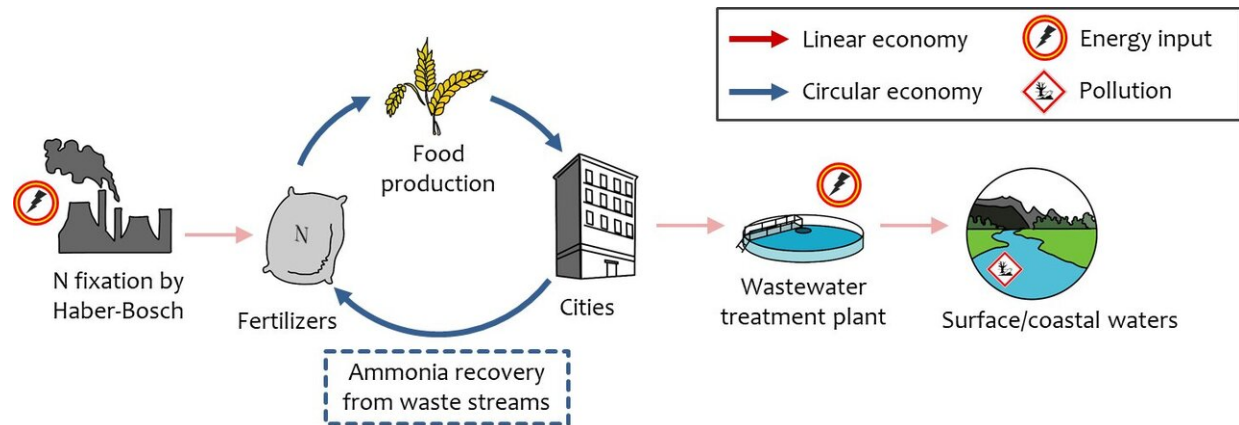 Linear economy
Energy input
Circular economy
Pollution
Food
production
N
N fixation by
Haber-Bosch
Fertilizers
Cities
Wastewater
treatment plant
Surface/coastal waters
Ammonia recovery
from waste streams